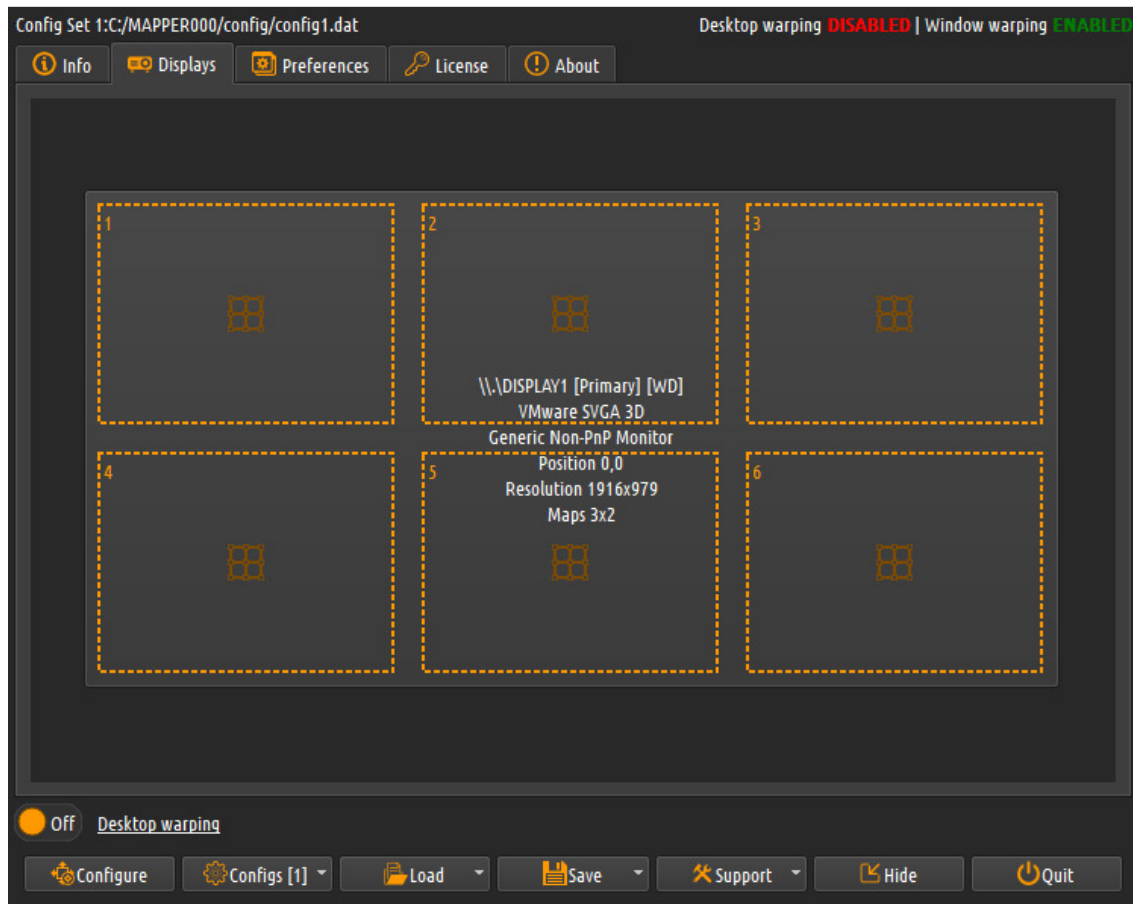 Config Set 1:C:/MAPPER000/config/config1.dat
Desktop warping DISABLED | Window warping ENABLED
Info
Displays
Preferences
License
About
1
2
3
\\.\DISPLAY1 [Primary] [WD]
VMware SVGA 3D
Generic Non-PnP Monitor
Position 0,0
4
5
6
Resolution 1916x979
Maps 3x2
Off
Desktop warping
Configure
Configs [1]
Load
Save
Support
Hide
Quit